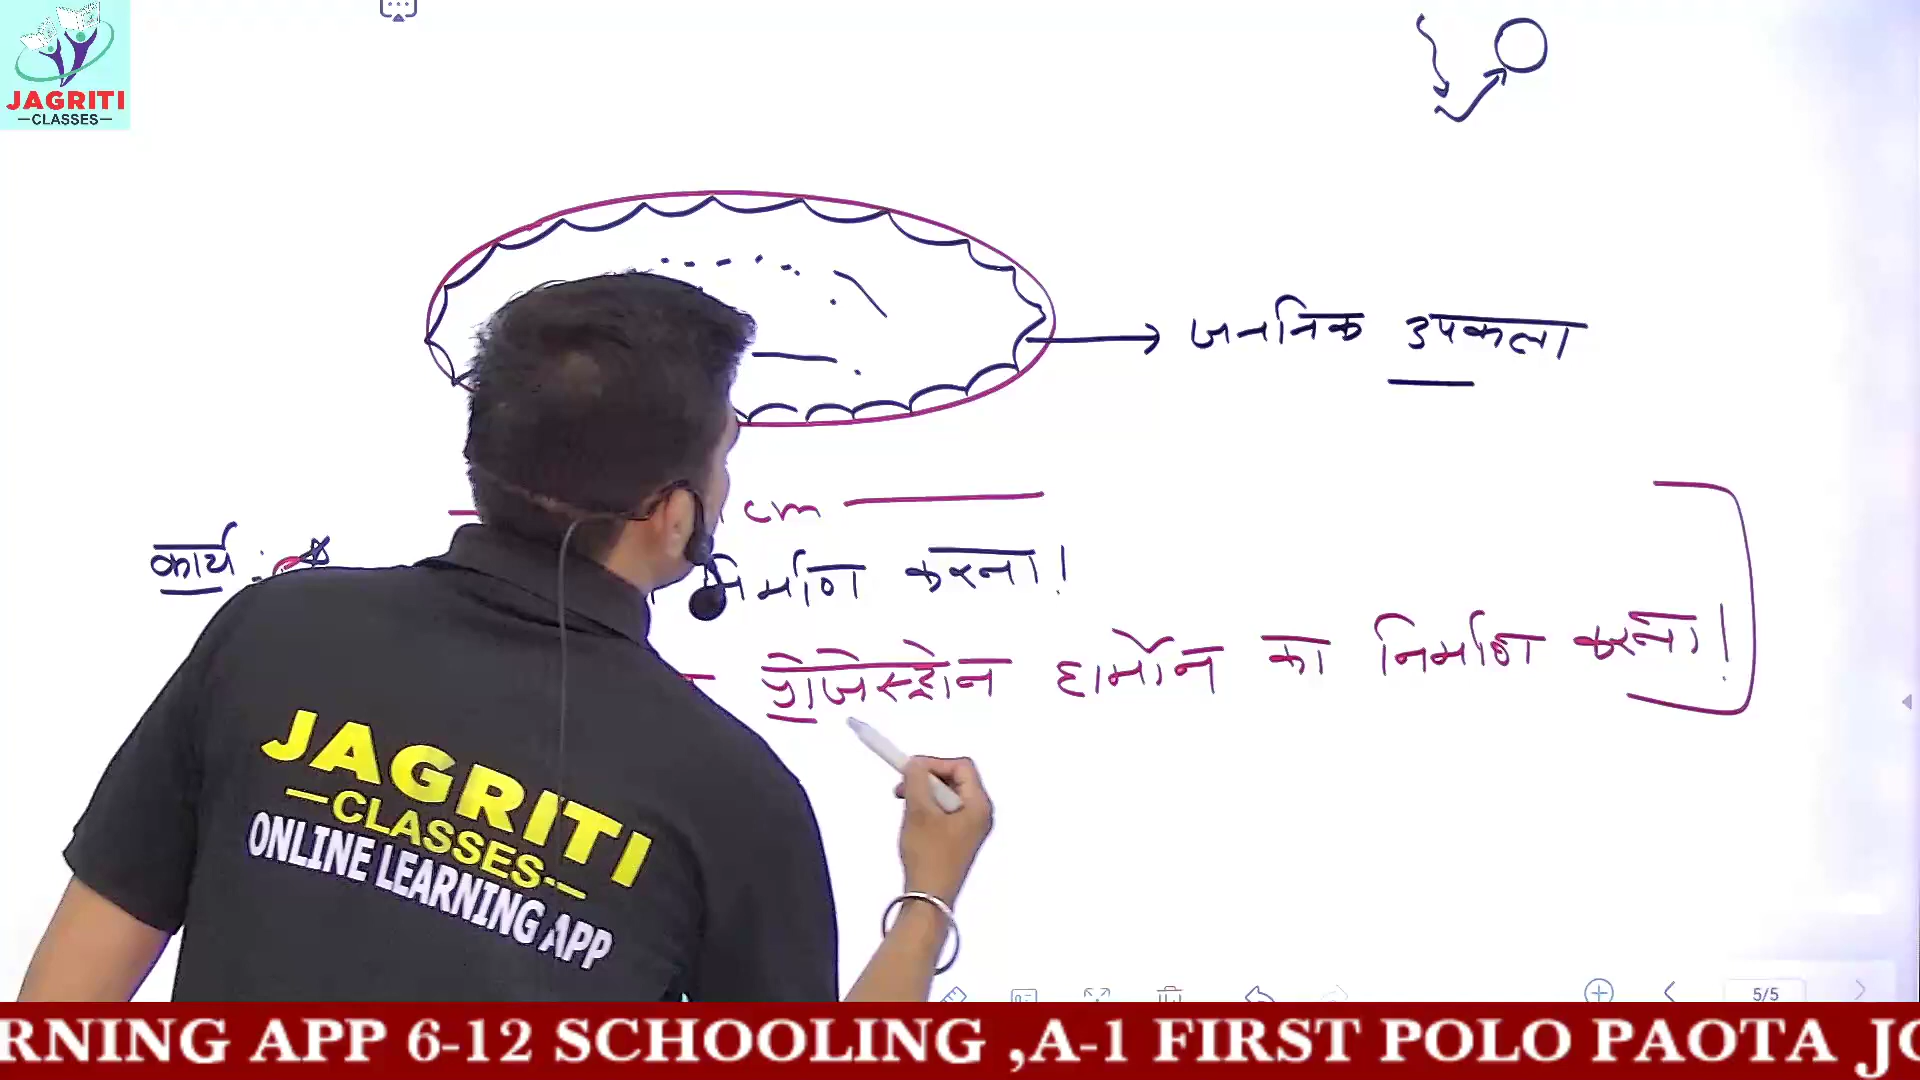 JAGRITI
—CLASSES—
जननिक उपकला
cm
कार्य :
निर्माण करना।
प्रोजेस्ट्रोन हार्मोन का निर्माण करना।
JAGRITI
—CLASSES—
ONLINE LEARNING APP
5/5
RNING APP 6-12 SCHOOLING ,A-1 FIRST POLO PAOTA JO